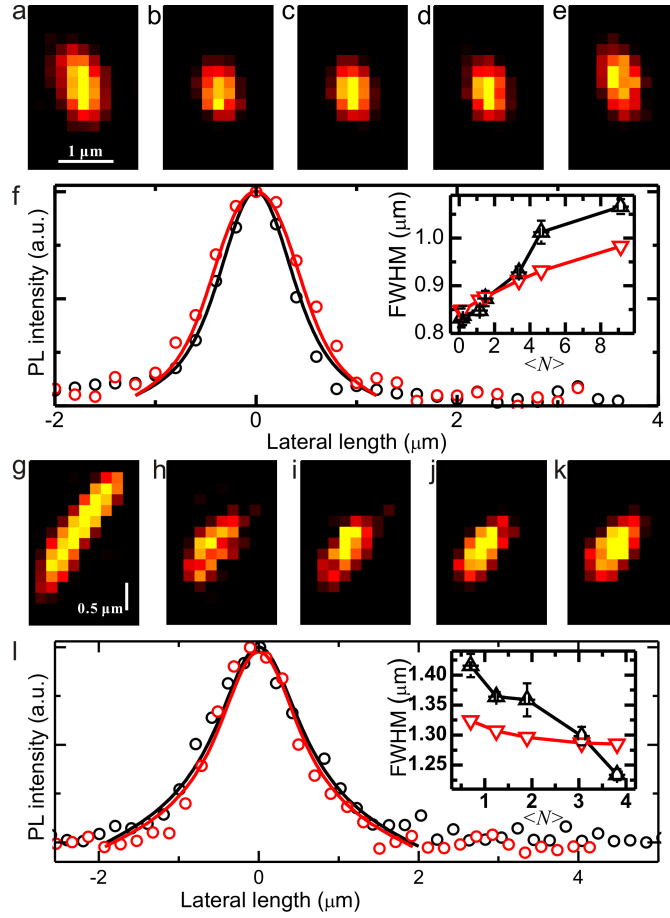 a b c d e
1 μm
f
PL intensity (a.u.)
FWHM (μm)
1.0
0.9
0.8
0 2 4 6 8
<N>
-2 0 2 4
Lateral length (μm)
g h i j k
0.5 μm
l
PL intensity (a.u.)
FWHM (μm)
1.40
1.35
1.30
1.25
1 2 3 4
<N>
-2 0 2 4
Lateral length (μm)